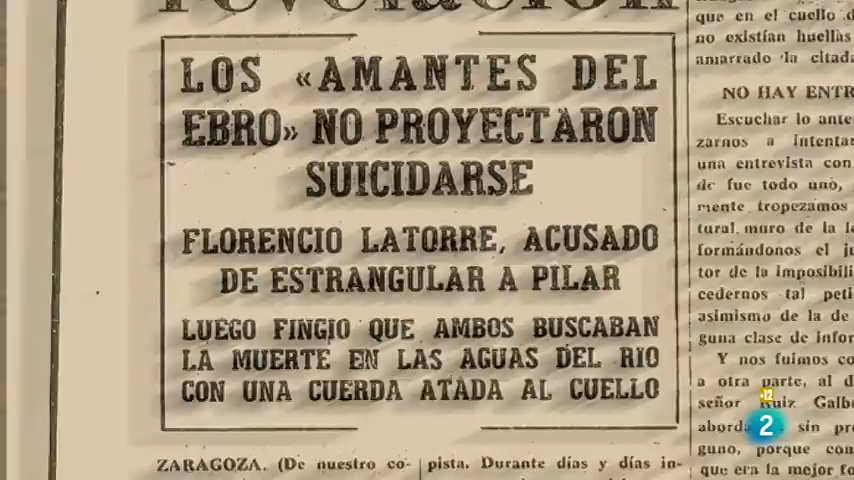 revelación
LOS «AMANTES DEL
EBRO» NO PROYECTARON
SUICIDARSE
FLORENCIO LATORRE, ACUSADO
DE ESTRANGULAR A PILAR
LUEGO FINGIO QUE AMBOS BUSCABAN
LA MUERTE EN LAS AGUAS DEL RIO
CON UNA CUERDA ATADA AL CUELLO
ZARAGOZA. (De nuestro co-
pista. Durante días y días in-
que en el cuello d
no existían huellas
amarrado la citada
NO HAY ENTR
Escuchar lo ante
zarnos a intentar
una entrevista con
de fue todo uno,
mente tropezamos
tural muro de la l
formándonos el ju
tor de la imposibili
cedernos tal peti
asimismo de la de
guna clase de infor
Y nos fuimos co
a otra parte, al d
señor Ruiz Galb
aborda sin pr
guno, porque con
que era la mejor fo
12
2